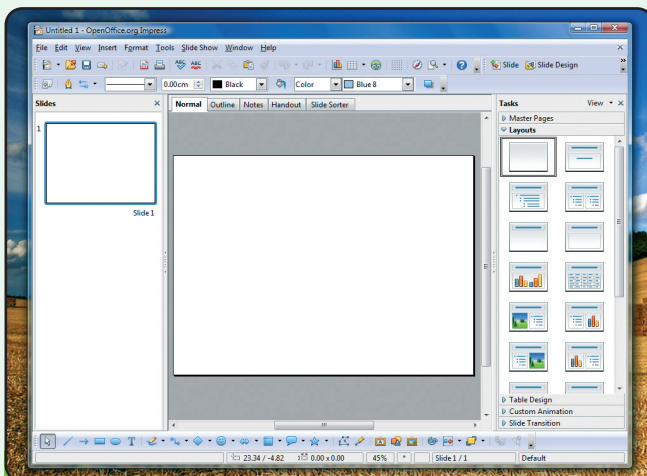 Untitled 1 - OpenOffice.org Impress
File Edit View Insert Format Tools Slide Show Window Help
Slide Slide Design
0.00cm Black Color Blue 8
Slides
Normal Outline Notes Handout Slide Sorter
Tasks View
Master Pages
Layouts
1
Slide 1
Table Design
Custom Animation
Slide Transition
T
23.34 / -4.82 0.00 x 0.00 45% * Slide 1 / 1 Default